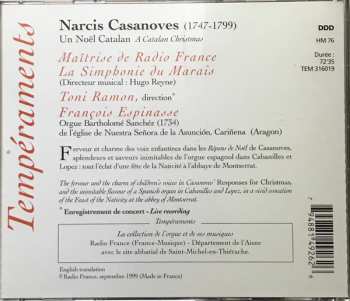 Tempéraments
Narcis Casanoves (1747-1799)
Un Noël Catalan A Catalan Christmas
Maîtrise de Radio France
La Simphonie du Marais
(Directeur musical : Hugo Reyne)
Toni Ramon, direction*
François Espinasse
Orgue Bartholomé Sanchéz (1734)
de l'église de Nuestra Señora de la Asunción, Cariñena (Aragon)
Ferveur et charme des voix enfantines dans les Répons de Noël de Casanoves,
splendeurs et saveurs inimitables de l'orgue espagnol dans Cabanilles et
Lopez : tout l'éclat d'une fête de la Nativité à l'abbaye de Montserrat.
The fervour and the charm of children's voices in Casanoves' Responses for Christmas,
and the inimitable flavour of Spanish organ in Cabanilles and Lopez, in a vivid evocation
of the Feast of the Nativity, at the abbey of Montserrat.
* Enregistrement de concert - Live recording
Tempéraments
La collection de l'orgue et de ses musiques
Radio France (France-Musique) - Département de l'Aisne
avec le site abbatial de Saint-Michel-en-Thiérache.
English translation
© Radio France, septembre 1999 (Made in France)
DDD
HM 76
Durée :
72'35
TEM 316019
794881492626